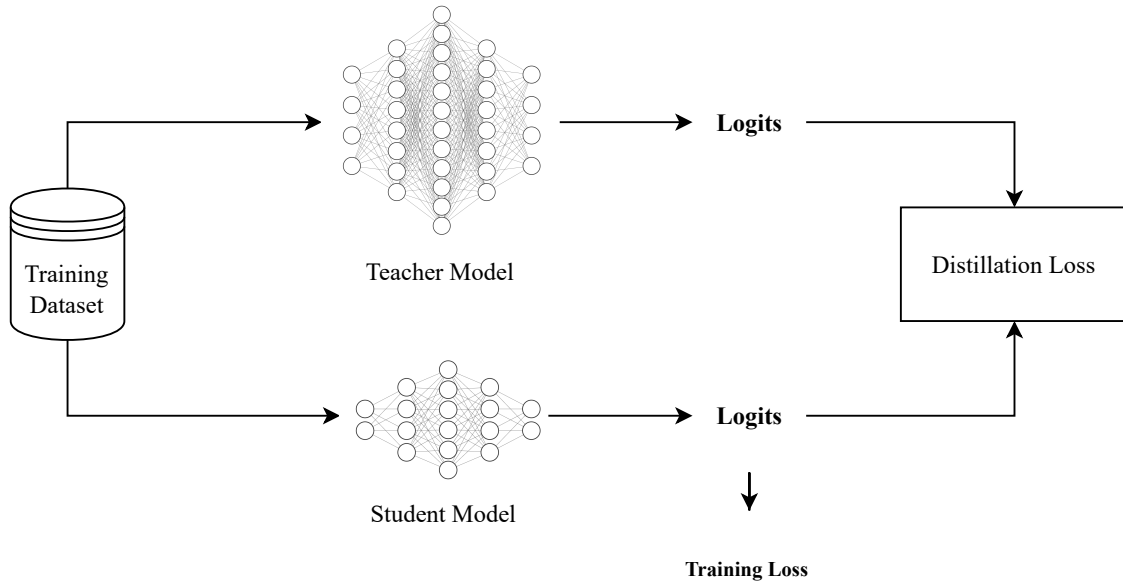 Logits
Teacher Model
Training
Dataset
Distillation Loss
Logits
Student Model
Training Loss